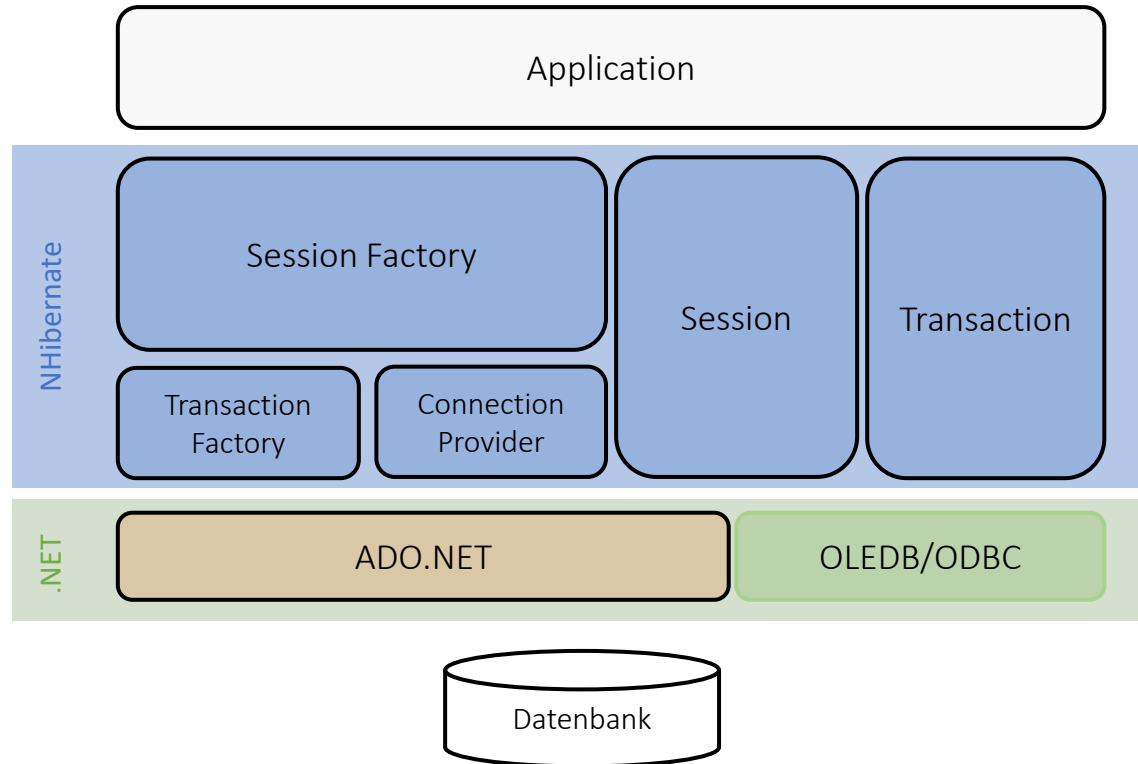 Application
NHibernate
Session Factory
Session
Transaction
Transaction
Factory
Connection
Provider
.NET
ADO.NET
OLEDB/ODBC
Datenbank